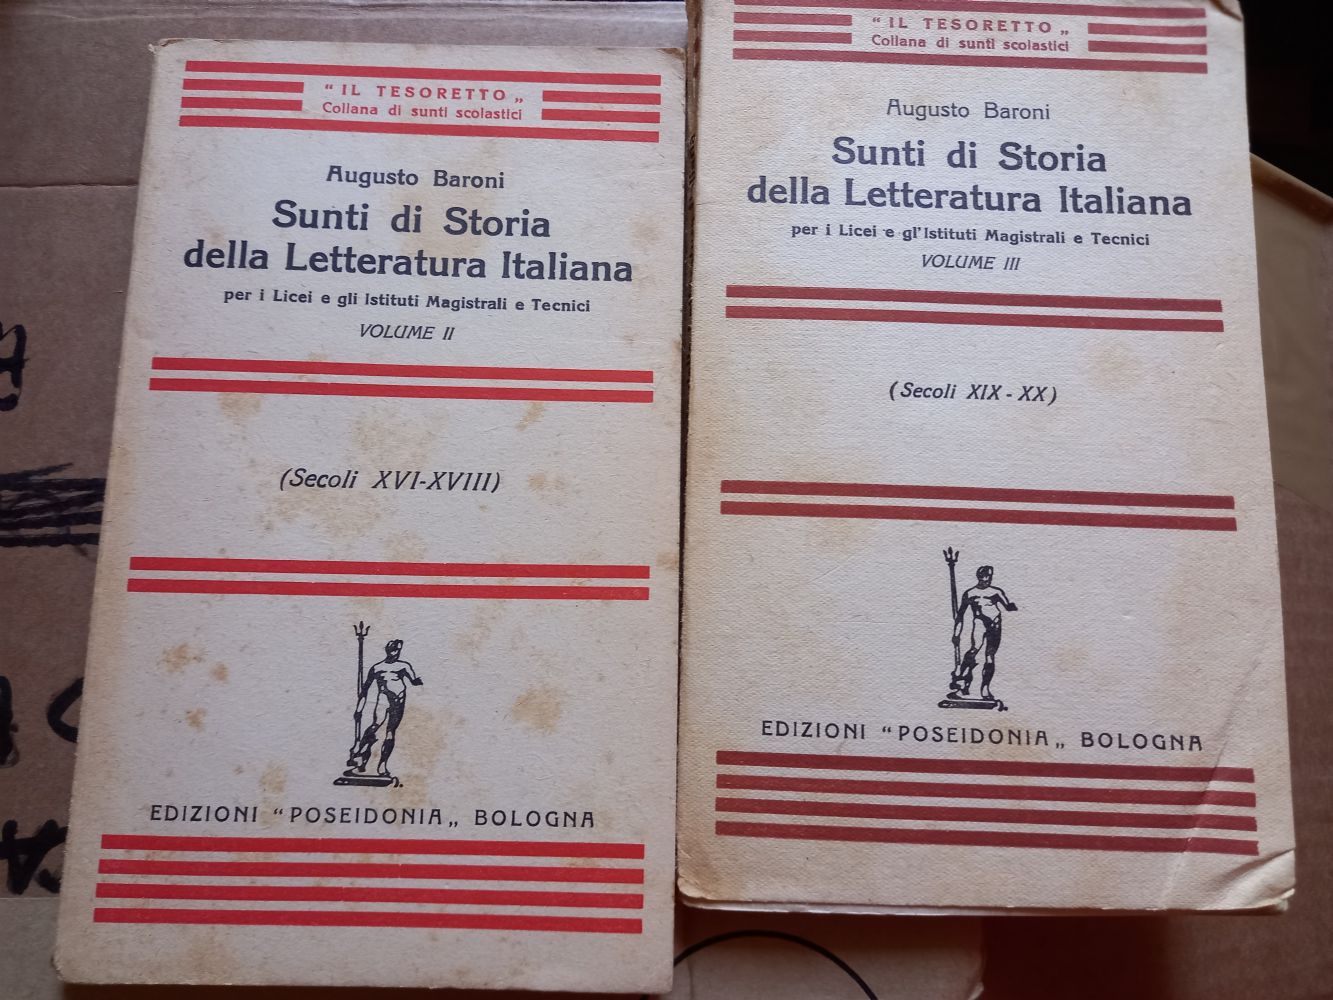 “ IL TESORETTO „
Collana di sunti scolastici
Augusto Baroni
Sunti di Storia
della Letteratura Italiana
per i Licei e gli Istituti Magistrali e Tecnici
VOLUME II
(Secoli XVI-XVIII)
EDIZIONI “POSEIDONIA„ BOLOGNA
“ IL TESORETTO „
Collana di sunti scolastici
Augusto Baroni
Sunti di Storia
della Letteratura Italiana
per i Licei e gl'Istituti Magistrali e Tecnici
VOLUME III
(Secoli XIX - XX)
EDIZIONI “POSEIDONIA„ BOLOGNA